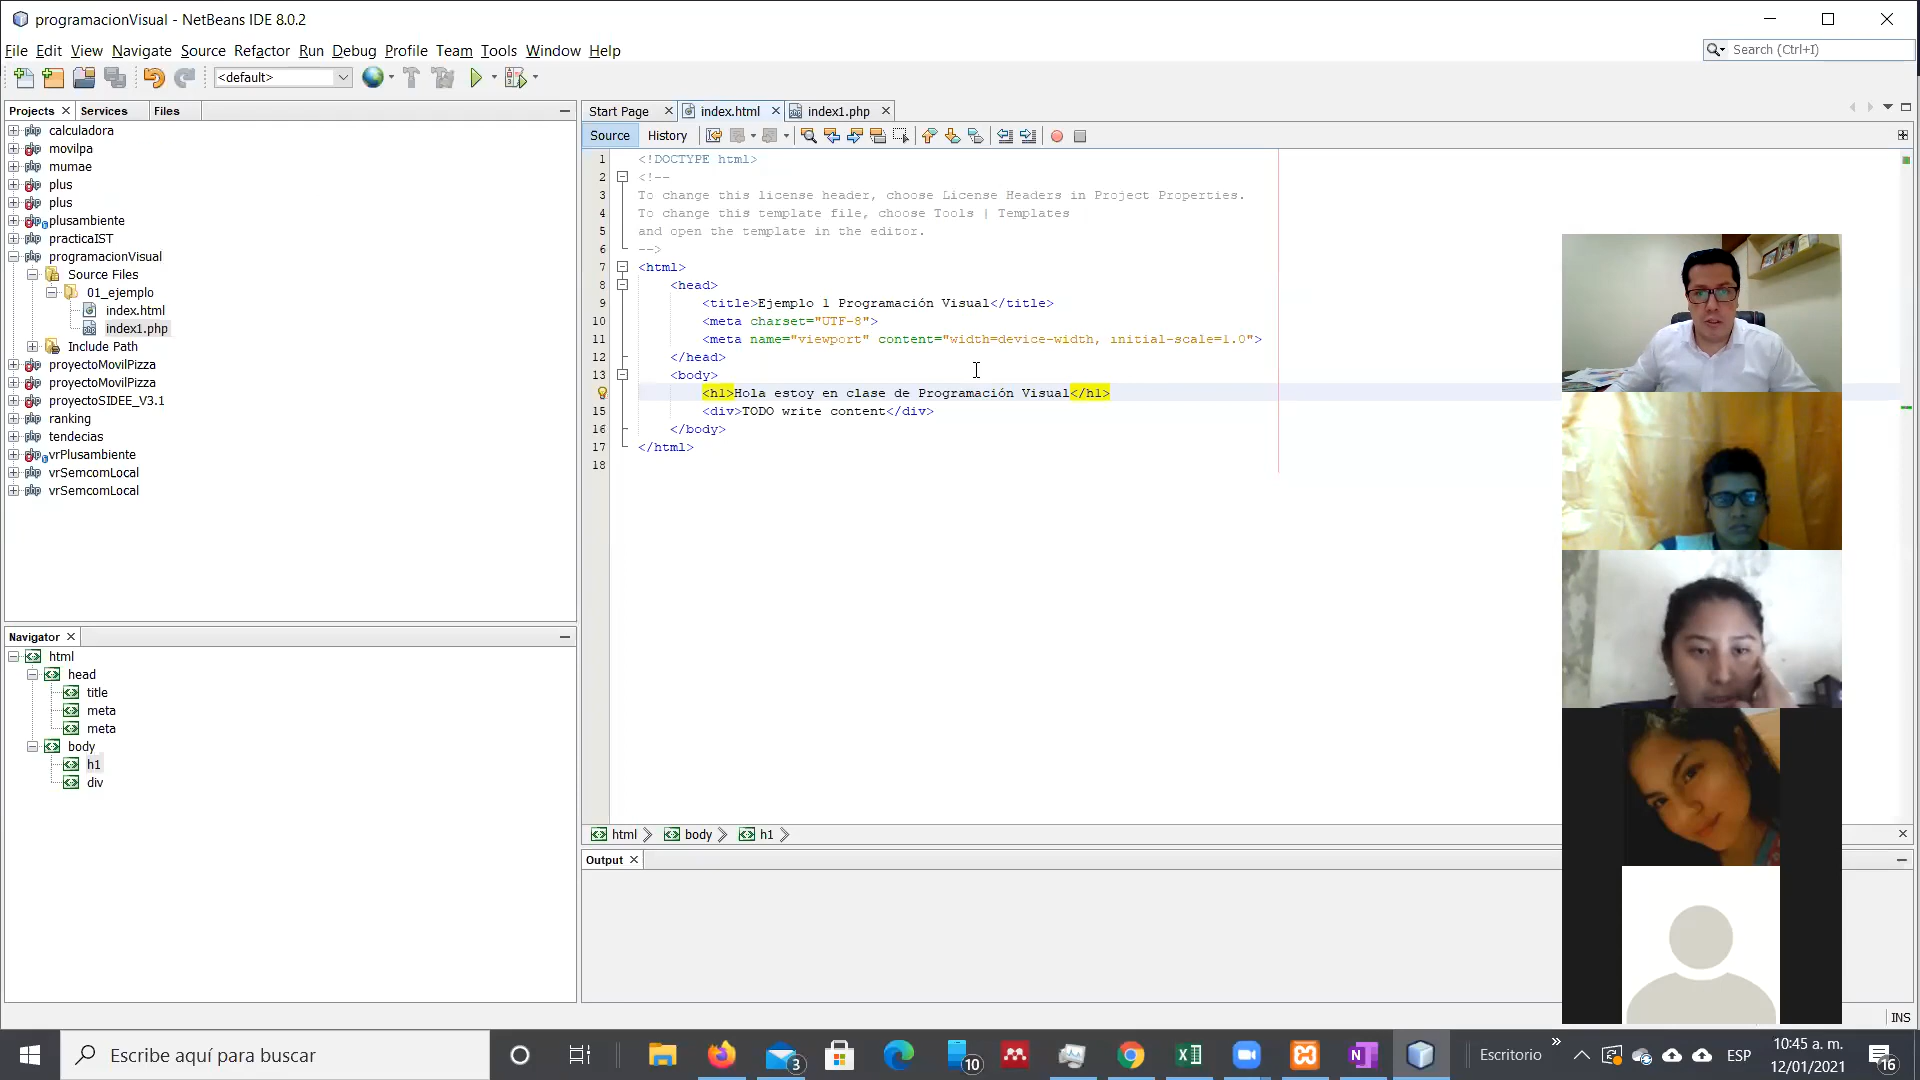 programacionVisual - NetBeans IDE 8.0.2
File Edit View Navigate Source Refactor Run Debug Profile Team Tools Window Help
Search (Ctrl+I)
<default>
Projects Services Files
calculadora
movilpa
mumae
plus
plus
plusambiente
practicaIST
programacionVisual
Source Files
01_ejemplo
index.html
index1.php
Include Path
proyectoMovilPizza
proyectoMovilPizza
proyectoSIDEE_V3.1
ranking
tendecias
vrPlusambiente
vrSemcomLocal
vrSemcomLocal
Navigator
html
head
title
meta
meta
body
h1
div
Start Page index.html index1.php
Source History
1 <!DOCTYPE html>
2 <!--
3 To change this license header, choose License Headers in Project Properties.
4 To change this template file, choose Tools | Templates
5 and open the template in the editor.
6 -->
7 <html>
8 <head>
9 <title>Ejemplo 1 Programación Visual</title>
10 <meta charset="UTF-8">
11 <meta name="viewport" content="width=device-width, initial-scale=1.0">
12 </head>
13 <body>
<h1>Hola estoy en clase de Programación Visual</h1>
15 <div>TODO write content</div>
16 </body>
17 </html>
18
html body h1
Output
INS
Escribe aquí para buscar
3
10
Escritorio
ESP
10:45 a. m.
12/01/2021
16